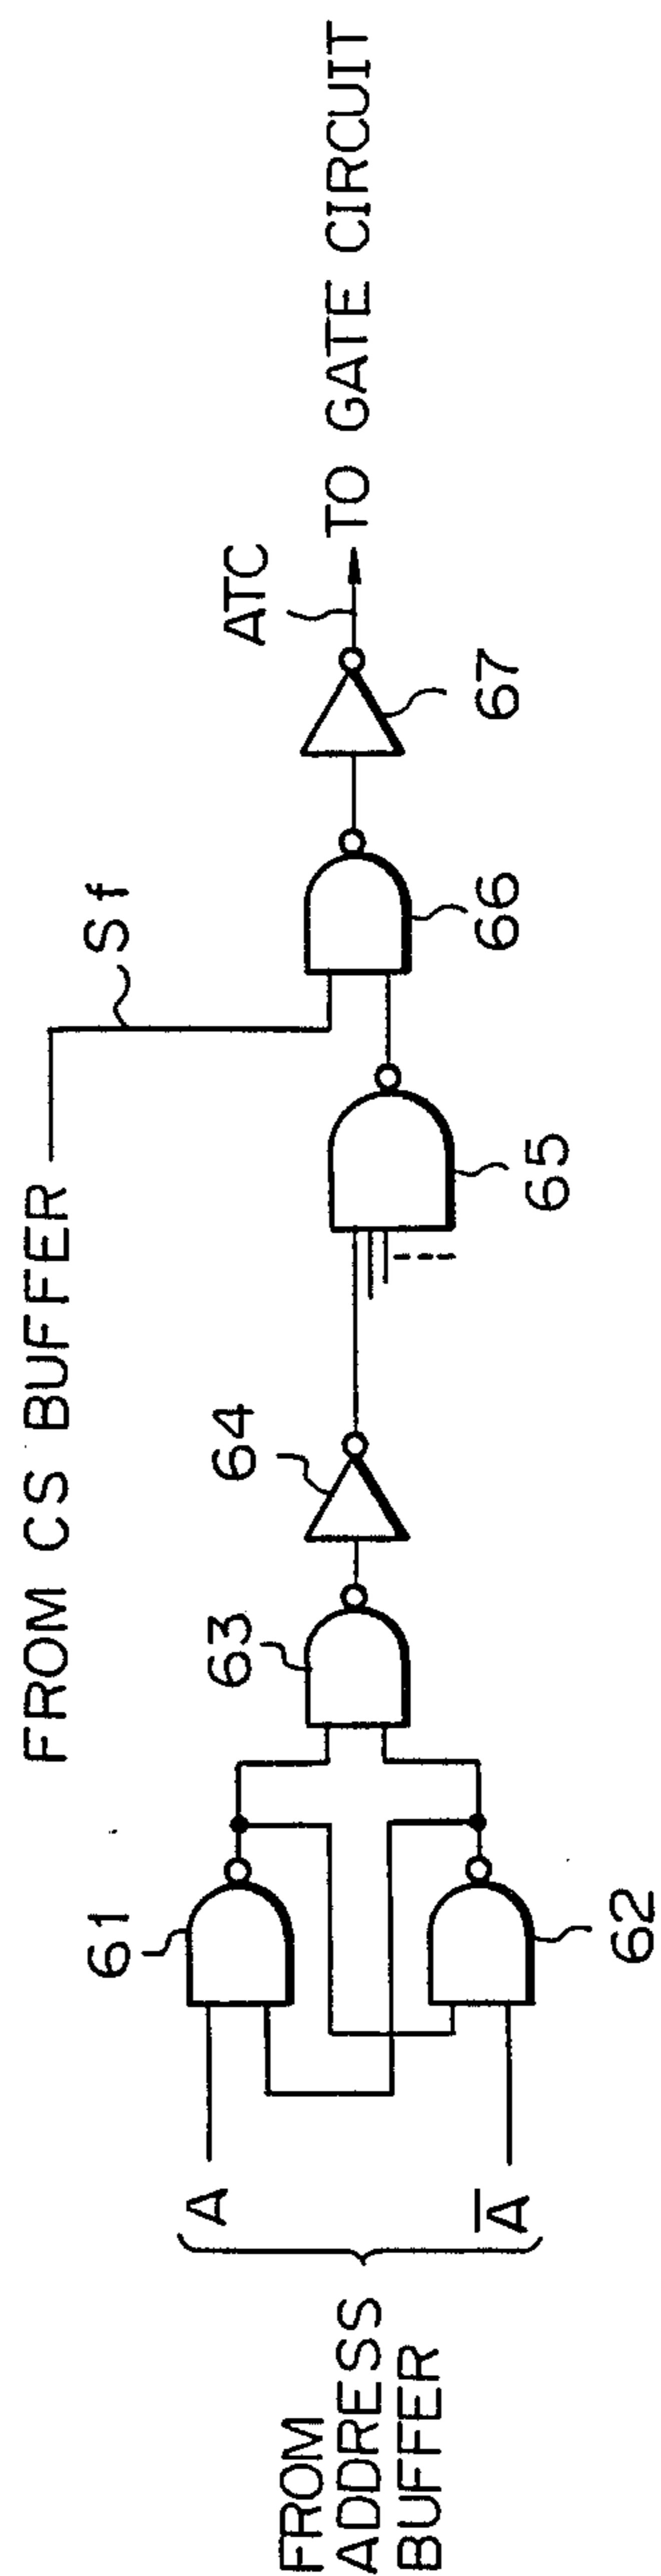 FROM CS BUFFER
Sf
ATC
TO GATE CIRCUIT
61
63
64
65
66
67
62
A
A̅
FROM
ADDRESS
BUFFER